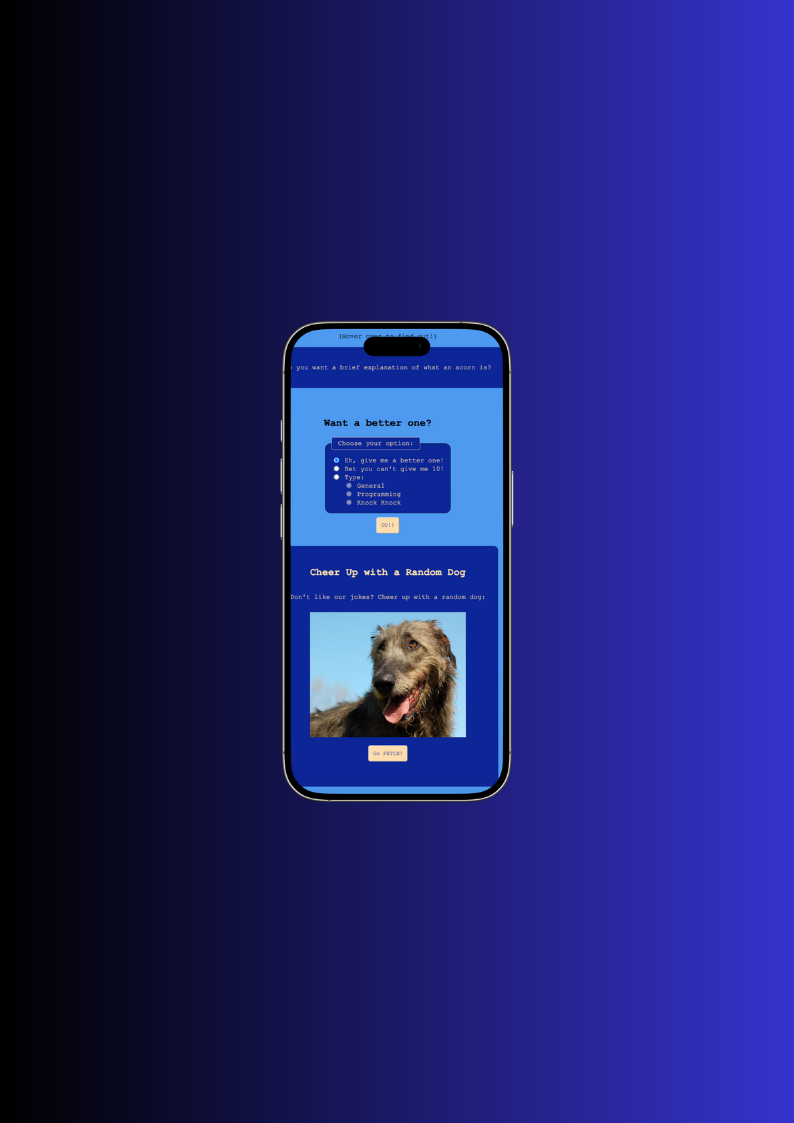 (Hover over to find out!)
you want a brief explanation of what an acorn is?
Want a better one?
Choose your option:
Eh, give me a better one!
Bet you can't give me 10!
Type:
General
Programming
Knock Knock
GO!!
Cheer Up with a Random Dog
Don't like our jokes? Cheer up with a random dog:
Go FETCH!